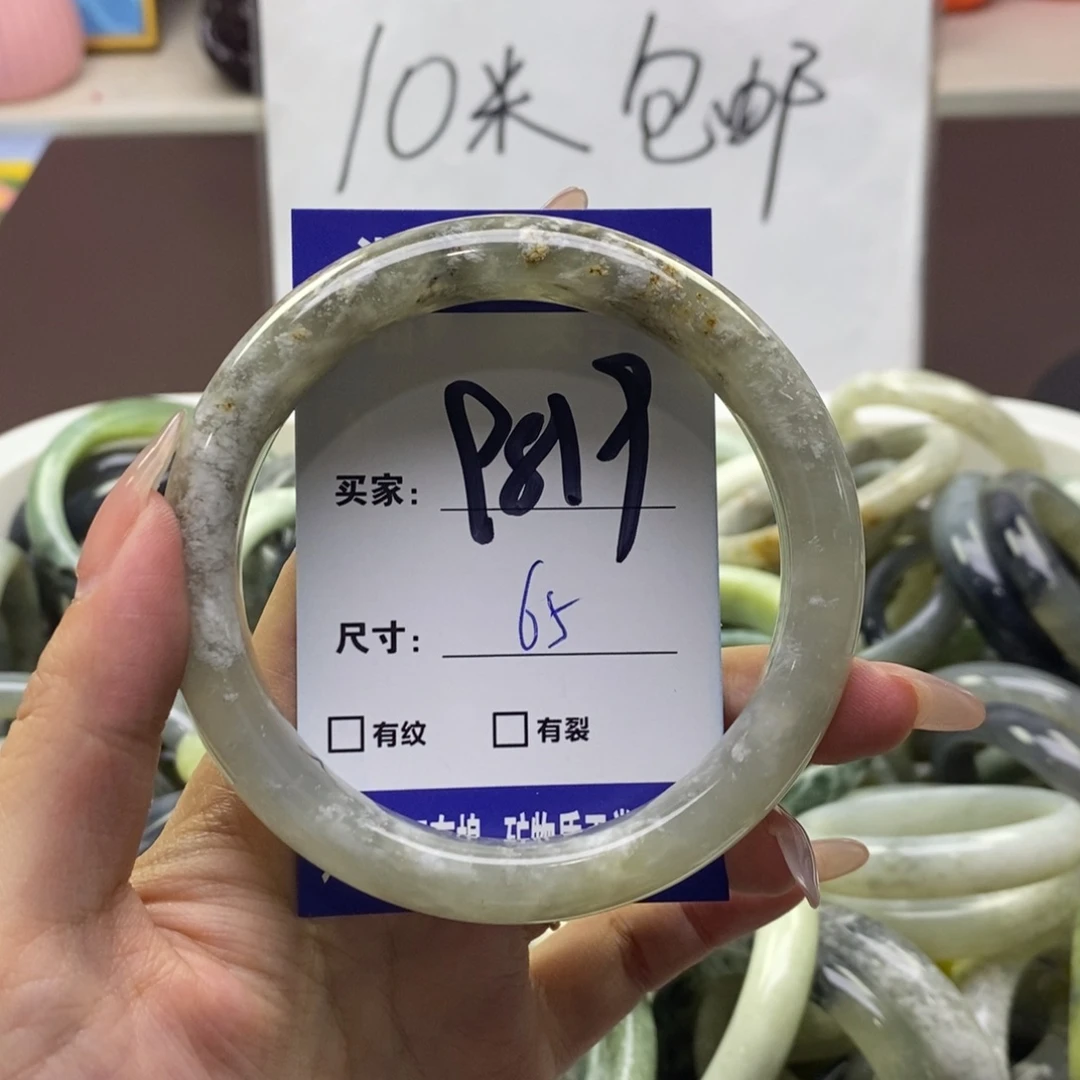 10米 包邮
买家: P817
尺寸: 65
□有纹 □有裂